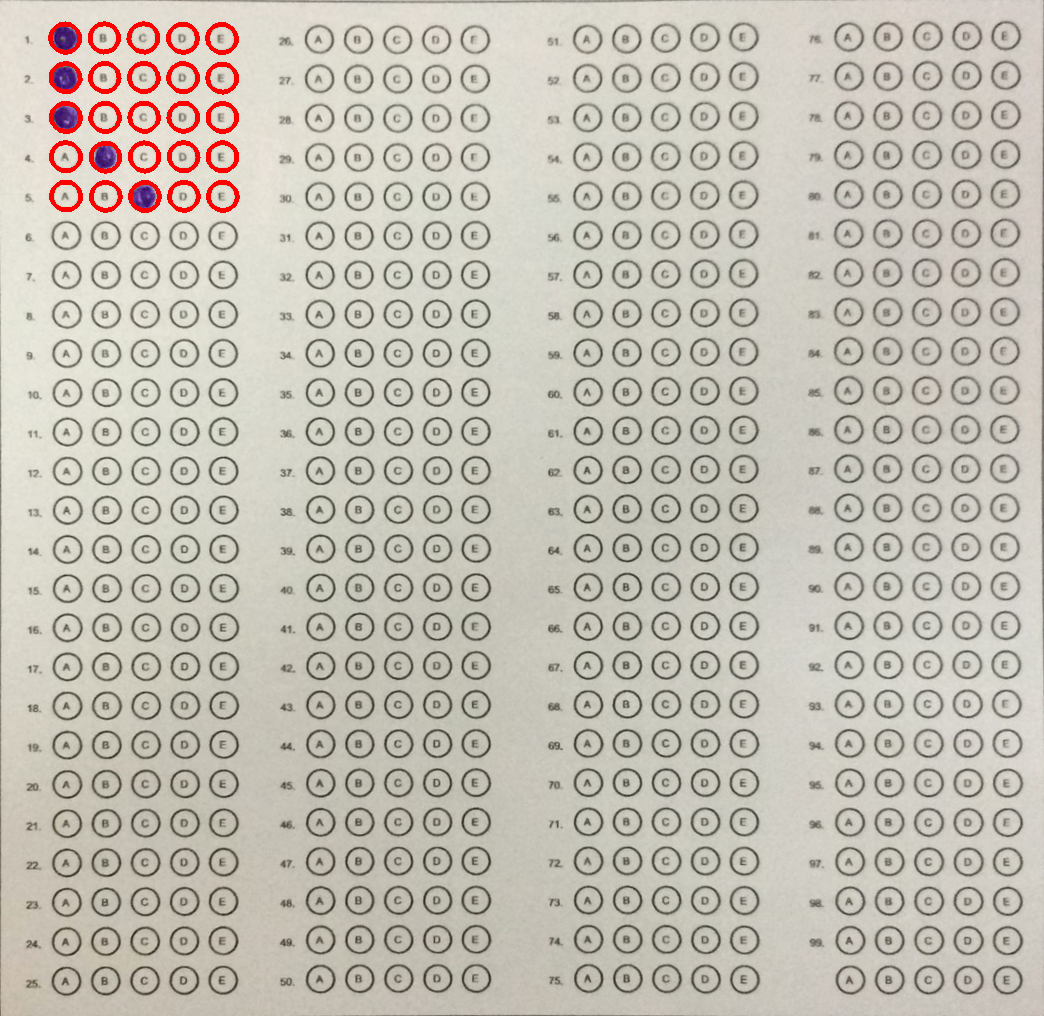 1. B C D E
2. B C D E
3. B C D E
4. A C D E
5. A B D E
6. A B C D E
7. A B C D E
8. A B C D E
9. A B C D E
10. A B C D E
11. A B C D E
12. A B C D E
13. A B C D E
14. A B C D E
15. A B C D E
16. A B C D E
17. A B C D E
18. A B C D E
19. A B C D E
20. A B C D E
21. A B C D E
22. A B C D E
23. A B C D E
24. A B C D E
25. A B C D E
26. A B C D E
27. A B C D E
28. A B C D E
29. A B C D E
30. A B C D E
31. A B C D E
32. A B C D E
33. A B C D E
34. A B C D E
35. A B C D E
36. A B C D E
37. A B C D E
38. A B C D E
39. A B C D E
40. A B C D E
41. A B C D E
42. A B C D E
43. A B C D E
44. A B C D E
45. A B C D E
46. A B C D E
47. A B C D E
48. A B C D E
49. A B C D E
50. A B C D E
51. A B C D E
52. A B C D E
53. A B C D E
54. A B C D E
55. A B C D E
56. A B C D E
57. A B C D E
58. A B C D E
59. A B C D E
60. A B C D E
61. A B C D E
62. A B C D E
63. A B C D E
64. A B C D E
65. A B C D E
66. A B C D E
67. A B C D E
68. A B C D E
69. A B C D E
70. A B C D E
71. A B C D E
72. A B C D E
73. A B C D E
74. A B C D E
75. A B C D E
76. A B C D E
77. A B C D E
78. A B C D E
79. A B C D E
80. A B C D E
81. A B C D E
82. A B C D E
83. A B C D E
84. A B C D E
85. A B C D E
86. A B C D E
87. A B C D E
88. A B C D E
89. A B C D E
90. A B C D E
91. A B C D E
92. A B C D E
93. A B C D E
94. A B C D E
95. A B C D E
96. A B C D E
97. A B C D E
98. A B C D E
99. A B C D E
A B C D E